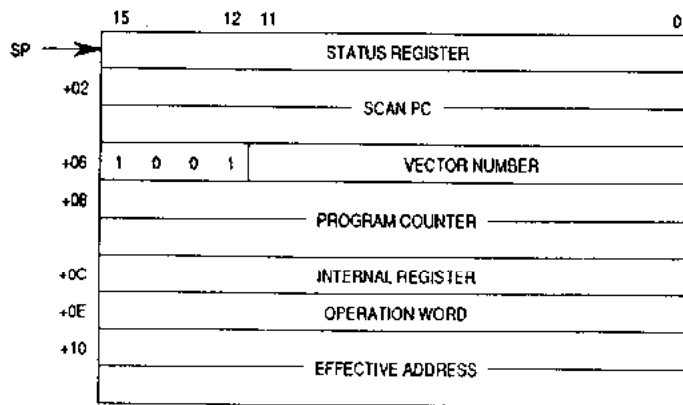 15 12 11 0
SP STATUS REGISTER
+02
SCAN PC
+06 1 0 0 1 VECTOR NUMBER
+08
PROGRAM COUNTER
+0C INTERNAL REGISTER
+0E OPERATION WORD
+10
EFFECTIVE ADDRESS